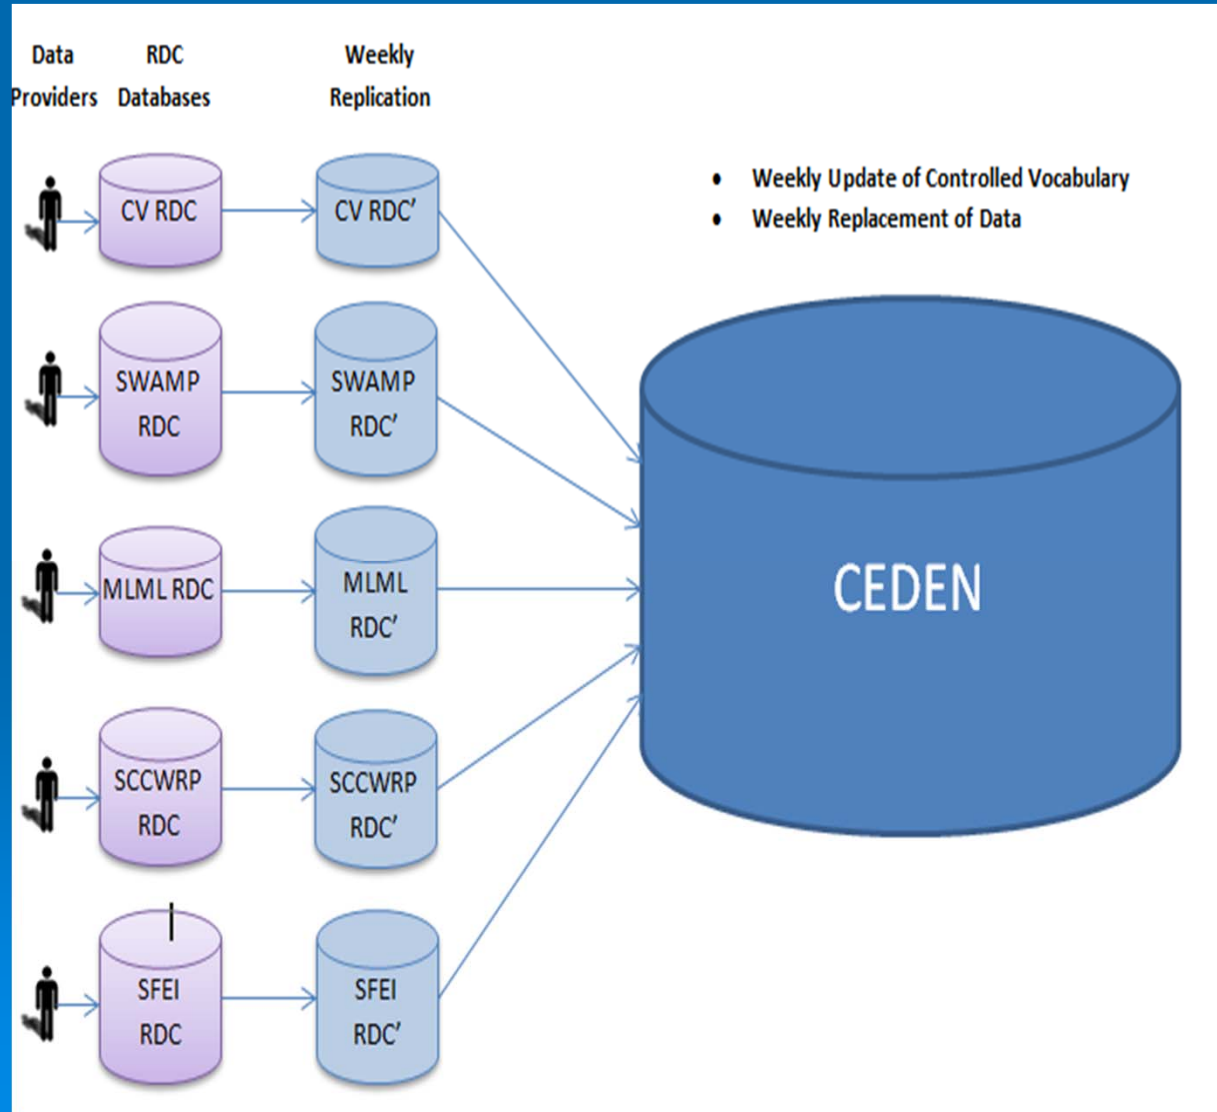 Data
Providers
RDC
Databases
Weekly
Replication
• Weekly Update of Controlled Vocabulary
• Weekly Replacement of Data
CV RDC
CV RDC’
SWAMP
RDC
SWAMP
RDC’
MLML RDC
MLML
RDC’
CEDEN
SCCWRP
RDC
SCCWRP
RDC’
SFEI
RDC
SFEI
RDC’